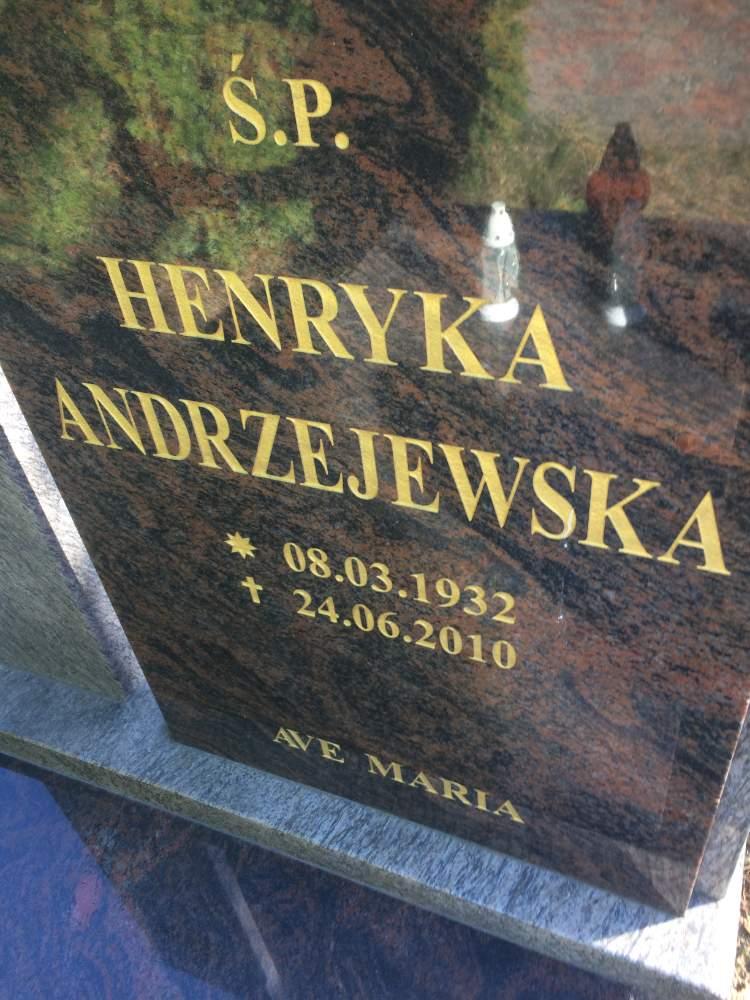 Ś.P.
HENRYKA
ANDRZEJEWSKA
✷ 08.03.1932
✝ 24.06.2010
AVE MARIA